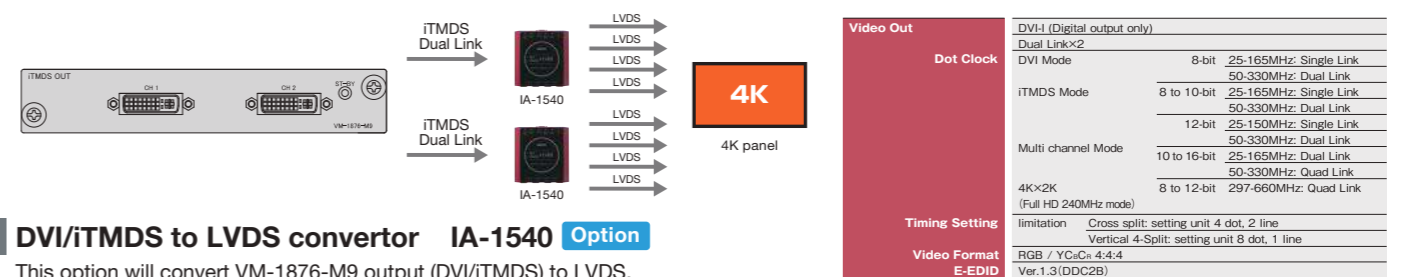 iTMDS OUT
CH 1
CH 2
ST-BY
VM-1876-M9
iTMDS
Dual Link
IA-1540
LVDS
LVDS
LVDS
LVDS
iTMDS
Dual Link
IA-1540
LVDS
LVDS
LVDS
LVDS
4K
4K panel
DVI/iTMDS to LVDS convertor IA-1540 Option
This option will convert VM-1876-M9 output (DVI/iTMDS) to LVDS.
Video Out DVI-I (Digital output only)
Dual Link×2
Dot Clock DVI Mode 8-bit 25-165MHz: Single Link
50-330MHz: Dual Link
iTMDS Mode 8 to 10-bit 25-165MHz: Single Link
50-330MHz: Dual Link
12-bit 25-150MHz: Single Link
50-330MHz: Dual Link
Multi channel Mode
10 to 16-bit 25-165MHz: Dual Link
50-330MHz: Quad Link
4K×2K 8 to 12-bit 297-660MHz: Quad Link
(Full HD 240MHz mode)
Timing Setting limitation Cross split: setting unit 4 dot, 2 line
Vertical 4-Split: setting unit 8 dot, 1 line
Video Format RGB / YCBCR 4:4:4
E-EDID Ver.1.3(DDC2B)